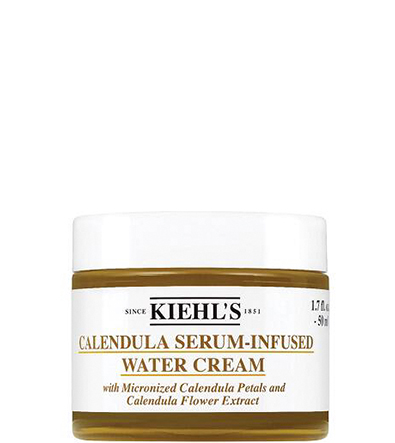 SINCE KIEHL'S 1851
1.7 fl.
- 50 ml
CALENDULA SERUM-INFUSED
WATER CREAM
with Micronized Calendula Petals and
Calendula Flower Extract